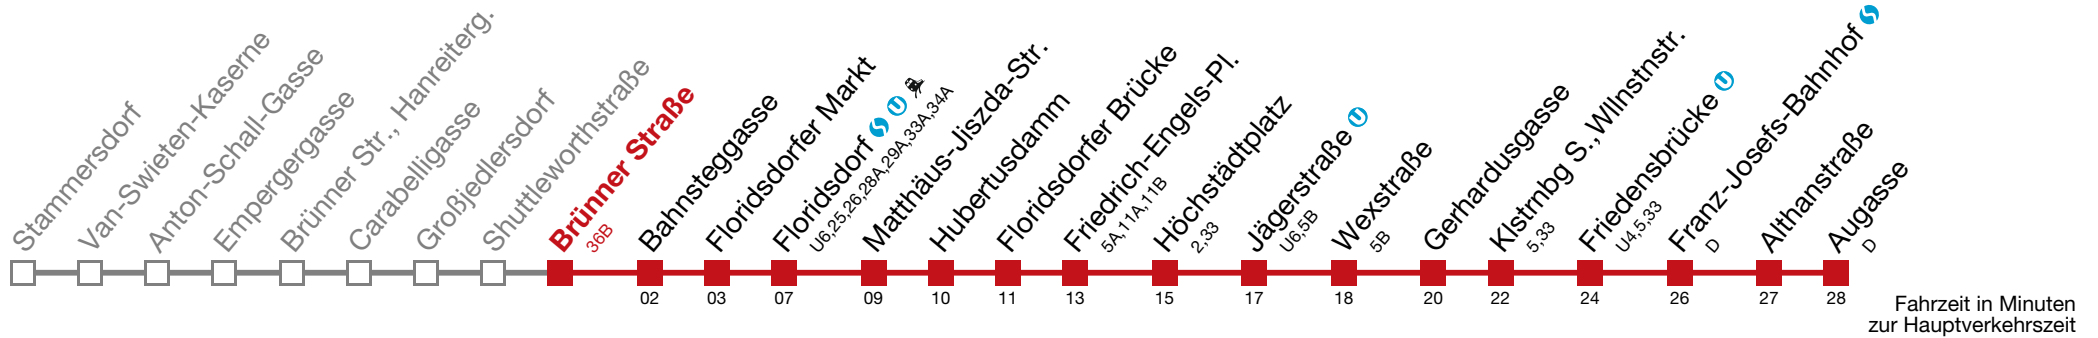 Stammersdorf
Van-Swieten-Kaserne
Anton-Schall-Gasse
Empergergasse
Brünner Str., Hanreiterg.
Carabelligasse
Großjedlersdorf
Shuttleworthstraße
Brünner Straße
36B
Bahnsteggasse
Floridsdorfer Markt
Floridsdorf
U6,25,26,28A,29A,33A,34A
Matthäus-Jiszda-Str.
Hubertusdamm
Floridsdorfer Brücke
Friedrich-Engels-Pl.
5A,11A,11B
Höchstädtplatz
2,33
Jägerstraße
U6,5B
Wexstraße
5B
Gerhardusgasse
Klstrnbg S., Wllnstnstr.
5,33
Friedensbrücke
U4,5,33
Franz-Josefs-Bahnhof
D
Althanstraße
Augasse
D
02 03 07 09 10 11 13 15 17 18 20 22 24 26 27 28
Fahrzeit in Minuten
zur Hauptverkehrszeit